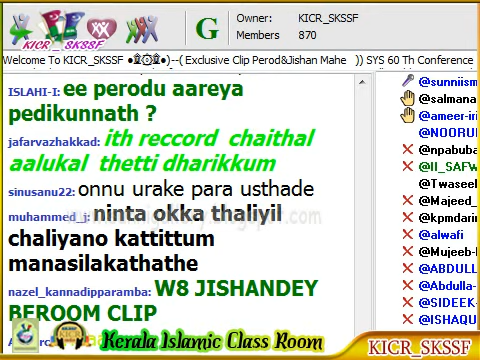 KICR_SKSSF
G
Owner: KICR_SKSSF
Members 870
Welcome To KICR_SKSSF •۩۞۩•)--( Exclusive Clip Perod&Jishan Mahe )) SYS 60 Th Conference
ISLAHI-I: ee perodu aareya
pedikunnath ?
jafarvazhakkad: ith reccord chaithal
aalukal thetti dharikkum
sinusanu22: onnu urake para usthade
muhammed_j: ninta okka thaliyil
chaliyano kattittum
manasilakathathe
nazel_kannadipparamba: W8 JISHANDEY
BEROOM CLIP
@sunniism
@salmana
@ameer-iri
@NOORUL
@npabuba
@II_SAFW
@Twaseel
@Majeed_
@kpmdarim
@alwafi
@Mujeeb-
@ABDULL
@Abdulla-
@SIDEEK-
@ISHAQU
Kerala Islamic Class Room
KICR_SKSSF